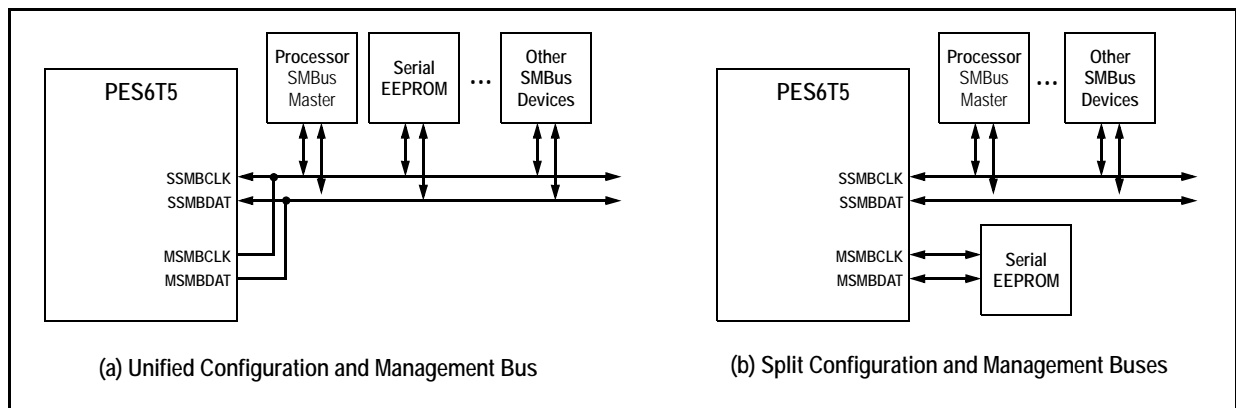 PES6T5
Processor
SMBus
Master
Serial
EEPROM
...
Other
SMBus
Devices
SSMBCLK
SSMBDAT
MSMBCLK
MSMBDAT
(a) Unified Configuration and Management Bus
PES6T5
Processor
SMBus
Master
...
Other
SMBus
Devices
SSMBCLK
SSMBDAT
MSMBCLK
MSMBDAT
Serial
EEPROM
(b) Split Configuration and Management Buses